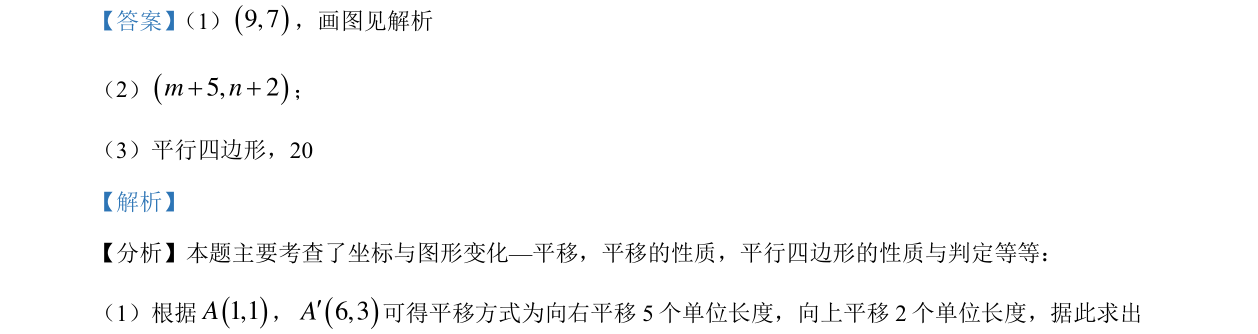 【答案】(1) (9,7)，画图见解析
（2）(m+5,n+2)；
（3）平行四边形，20
【解析】
【分析】本题主要考查了坐标与图形变化—平移，平移的性质，平行四边形的性质与判定等等：
（1）根据 A(1,1)，A′(6,3)可得平移方式为向右平移 5 个单位长度，向上平移 2 个单位长度，据此求出